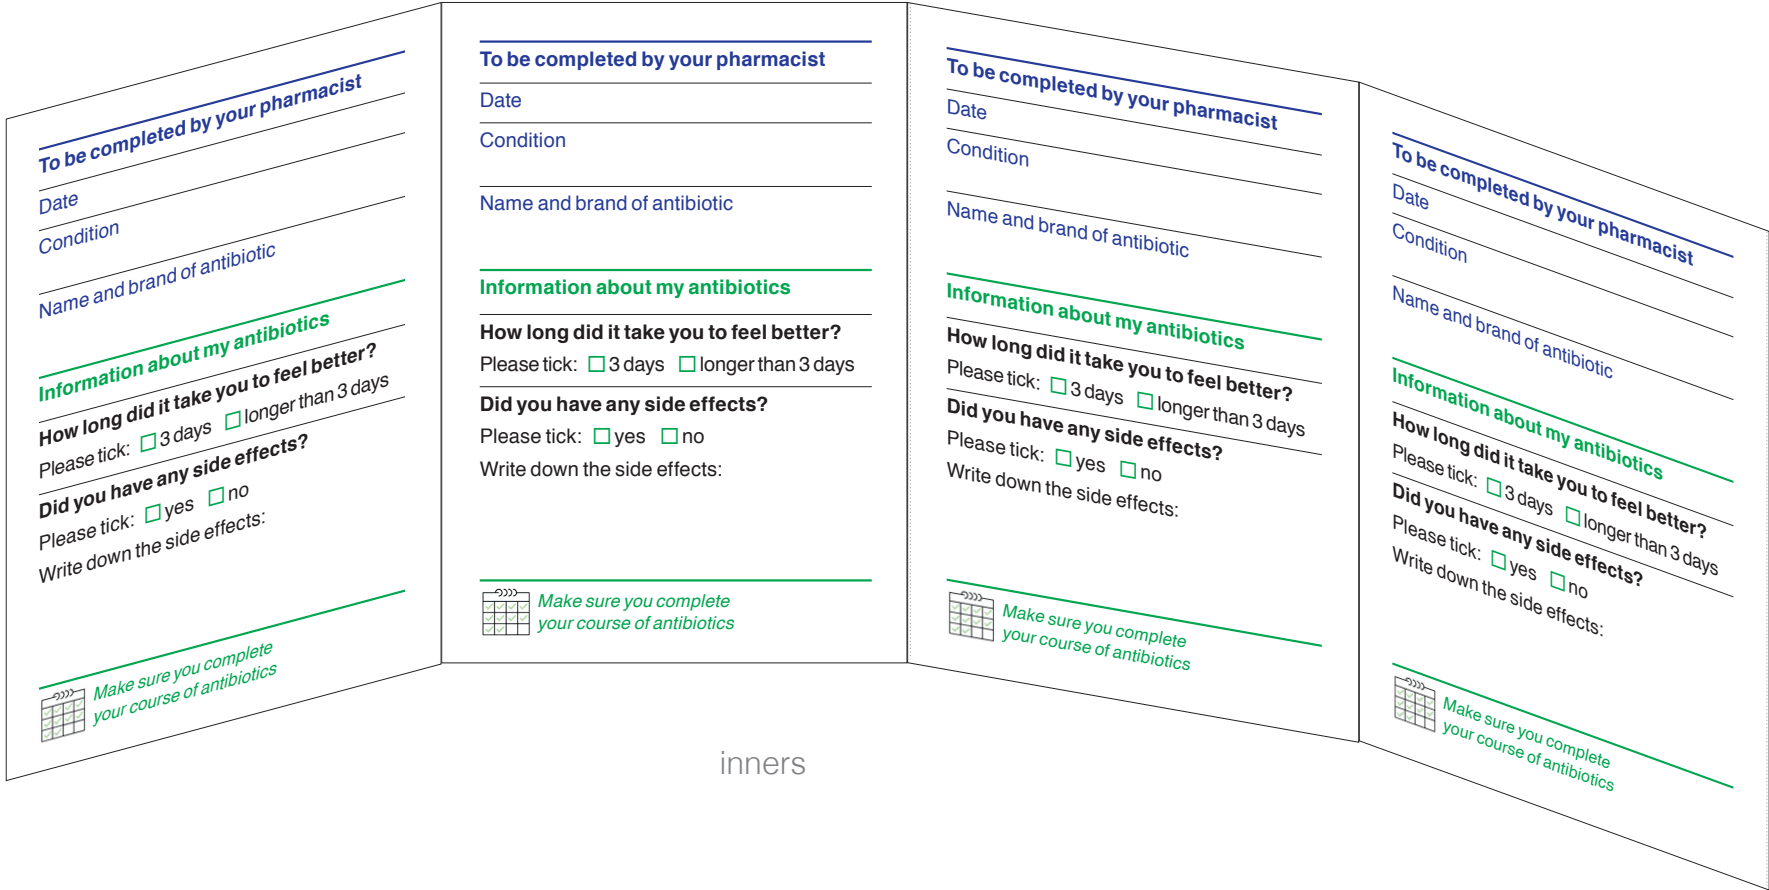 To be completed by your pharmacist
Date
Condition
Name and brand of antibiotic
Information about my antibiotics
How long did it take you to feel better?
Please tick: 3 days longer than 3 days
Did you have any side effects?
Please tick: yes no
Write down the side effects:
Make sure you complete
your course of antibiotics
To be completed by your pharmacist
Date
Condition
Name and brand of antibiotic
Information about my antibiotics
How long did it take you to feel better?
Please tick: 3 days longer than 3 days
Did you have any side effects?
Please tick: yes no
Write down the side effects:
Make sure you complete
your course of antibiotics
To be completed by your pharmacist
Date
Condition
Name and brand of antibiotic
Information about my antibiotics
How long did it take you to feel better?
Please tick: 3 days longer than 3 days
Did you have any side effects?
Please tick: yes no
Write down the side effects:
Make sure you complete
your course of antibiotics
To be completed by your pharmacist
Date
Condition
Name and brand of antibiotic
Information about my antibiotics
How long did it take you to feel better?
Please tick: 3 days longer than 3 days
Did you have any side effects?
Please tick: yes no
Write down the side effects:
Make sure you complete
your course of antibiotics
inners